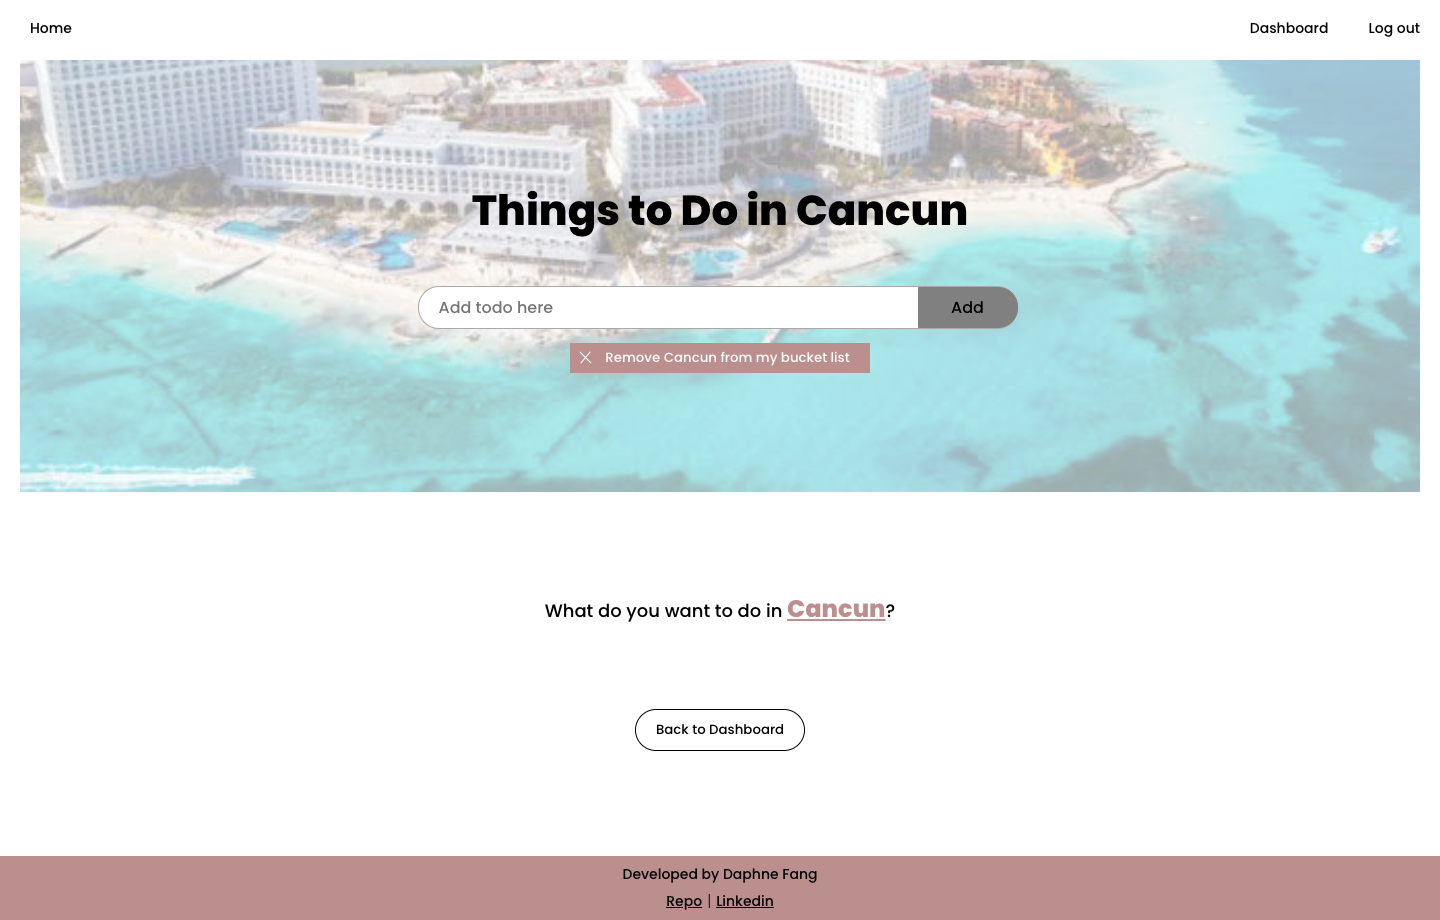 Home Dashboard Log out
Things to Do in Cancun
Add todo here Add
Remove Cancun from my bucket list
What do you want to do in Cancun?
Back to Dashboard
Developed by Daphne Fang
Repo | Linkedin